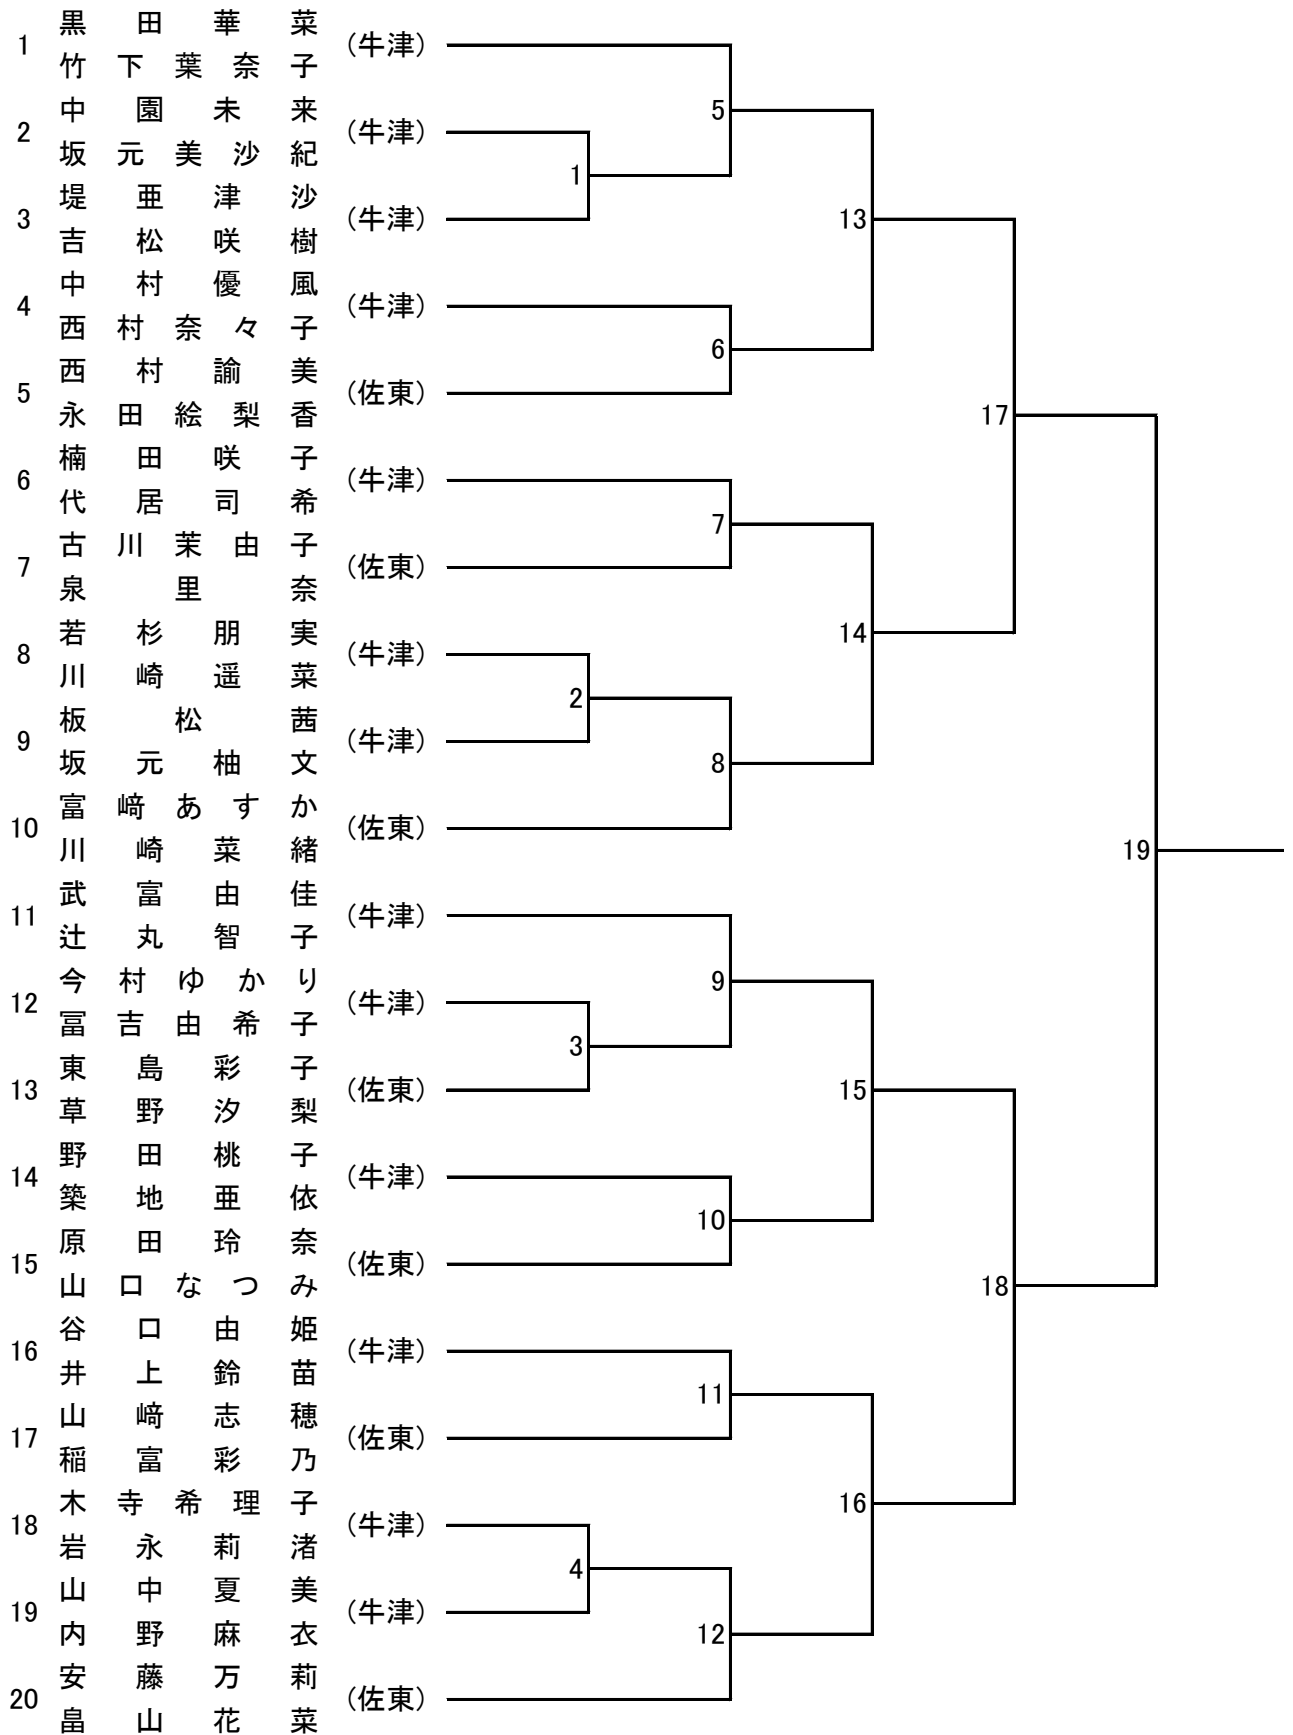 黒田華菜
1 (牛津)
竹下葉奈子
5
中園未来
2 (牛津)
坂元美沙紀
1
堤亜津沙
3 (牛津) 13
吉松咲樹
中村優風
4 (牛津)
西村奈々子
6
西村諭美
5 (佐東)
永田絵梨香
17
楠田咲子
6 (牛津)
代居司希
7
古川茉由子
7 (佐東)
泉里奈
若杉朋実
14
8 (牛津)
川崎遥菜
2
板松茜
9 (牛津)
坂元柚文
8
富﨑あすか
10 (佐東)
川崎菜緒
19
武富由佳
11 (牛津)
辻丸智子
今村ゆかり
9
12 (牛津)
冨吉由希子
3
東島彩子
13 (佐東) 15
草野汐梨
野田桃子
14 (牛津)
築地亜依
10
原田玲奈
15 (佐東)
山口なつみ
18
谷口由姫
16 (牛津)
井上鈴苗
11
山﨑志穂
17 (佐東)
稲富彩乃
木寺希理子
16
18 (牛津)
岩永莉渚
4
山中夏美
19 (牛津)
内野麻衣
12
安藤万莉
20 (佐東)
畠山花菜